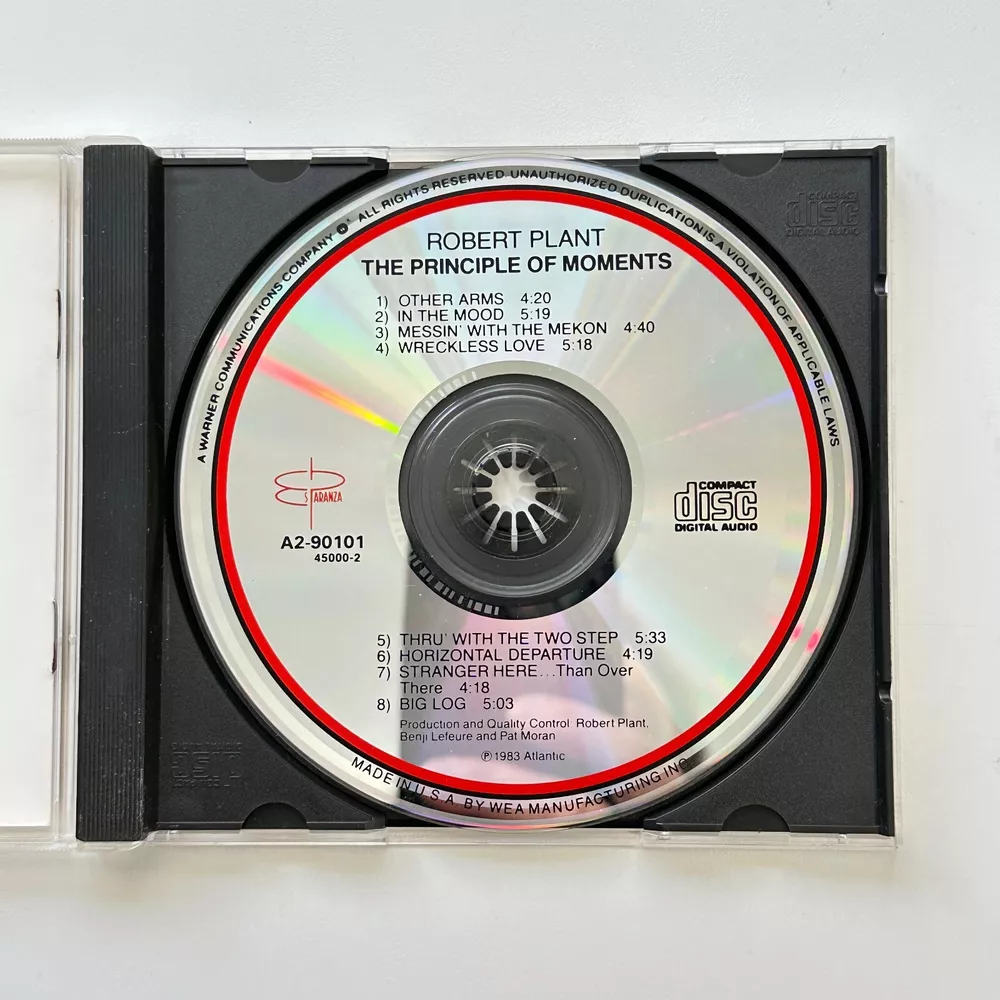 A WARNER COMMUNICATIONS COMPANY ALL RIGHTS RESERVED. UNAUTHORIZED DUPLICATION IS A VIOLATION OF APPLICABLE LAWS
ROBERT PLANT
THE PRINCIPLE OF MOMENTS
1) OTHER ARMS 4:20
2) IN THE MOOD 5:19
3) MESSIN' WITH THE MEKON 4:40
4) WRECKLESS LOVE 5:18
ES PARANZA
A2-90101
45000-2
COMPACT
disc
DIGITAL AUDIO
5) THRU' WITH THE TWO STEP 5:33
6) HORIZONTAL DEPARTURE 4:19
7) STRANGER HERE...Than Over
There 4:18
8) BIG LOG 5:03
Production and Quality Control: Robert Plant,
Benji Lefeure and Pat Moran
℗ 1983 Atlantic
MADE IN U.S.A. BY WEA MANUFACTURING INC.
COMPACT
disc
DIGITAL AUDIO